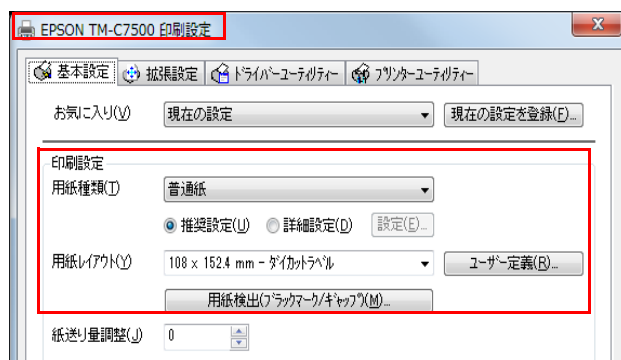 EPSON TM-C7500 印刷設定
基本設定 拡張設定 ドライバーユーティリティー プリンターユーティリティー
お気に入り(V) 現在の設定 現在の設定を登録(F)...
印刷設定
用紙種類(T) 普通紙
推奨設定(U) 詳細設定(D) 設定(E)...
用紙レイアウト(Y) 108 x 152.4 mm - ダイカットラベル ユーザー定義(R)...
用紙検出(ブラックマーク/ギャップ)(M)...
紙送り量調整(J) 0